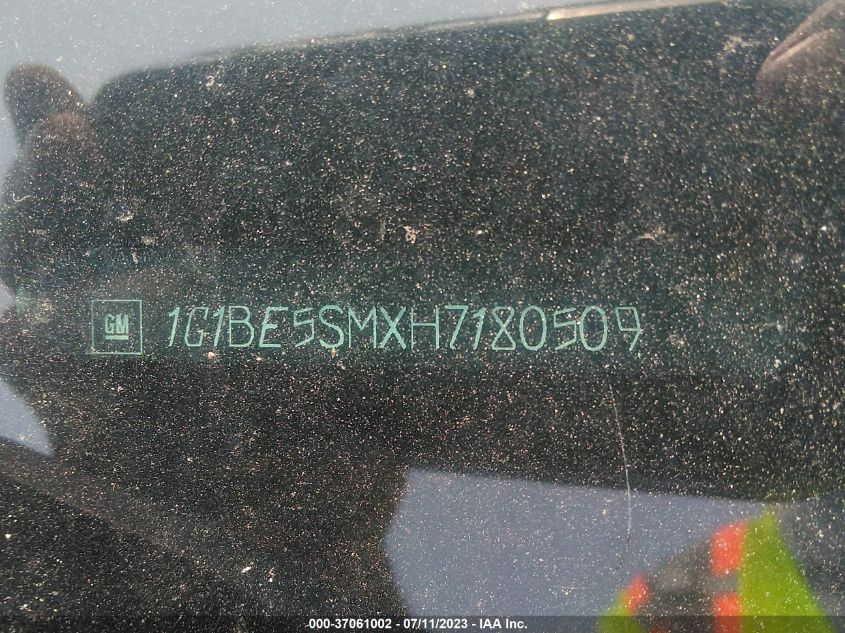 GM 1G1BE5SMXH7180509
000-37061002 - 07/11/2023 - IAA Inc.